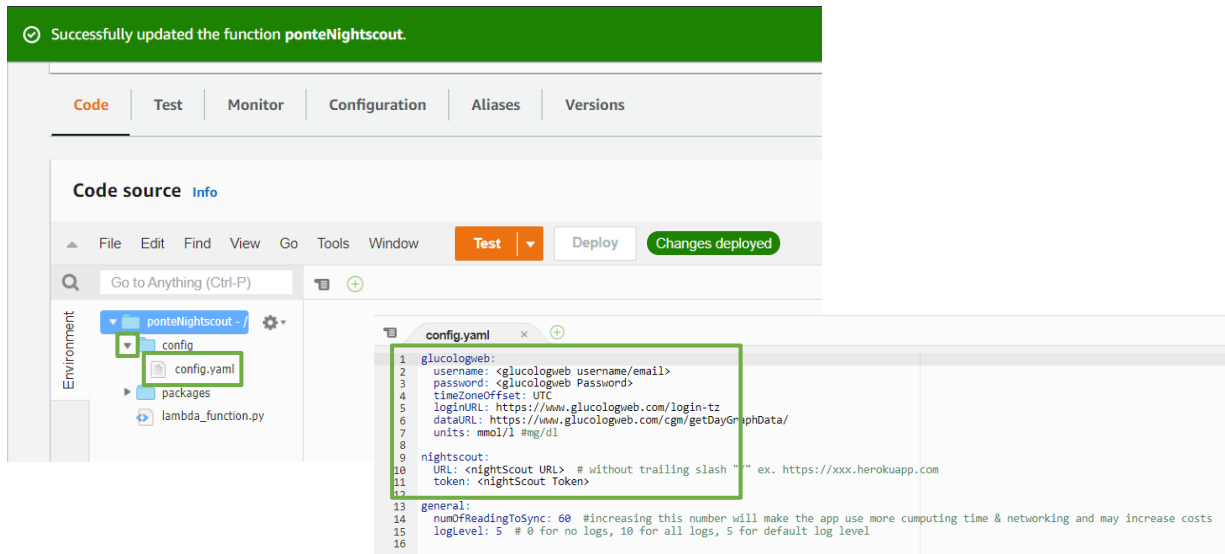 Successfully updated the function ponteNightscout.
Code Test Monitor Configuration Aliases Versions
Code source Info
File Edit Find View Go Tools Window Test Deploy Changes deployed
Go to Anything (Ctrl-P)
Environment
ponteNightscout - /
config
config.yaml
packages
lambda_function.py
config.yaml ×
1 glucologweb:
2 username: <glucologweb username/email>
3 password: <glucologweb Password>
4 timeZoneOffset: UTC
5 loginURL: https://www.glucologweb.com/login-tz
6 dataURL: https://www.glucologweb.com/cgm/getDayGraphData/
7 units: mmol/l #mg/dl
8
9 nightscout:
10 URL: <nightScout URL> # without trailing slash "/" ex. https://xxx.herokuapp.com
11 token: <nightScout Token>
12
13 general:
14 numOfReadingToSync: 60 #increasing this number will make the app use more cumputing time & networking and may increase costs
15 logLevel: 5 # 0 for no logs, 10 for all logs, 5 for default log level
16